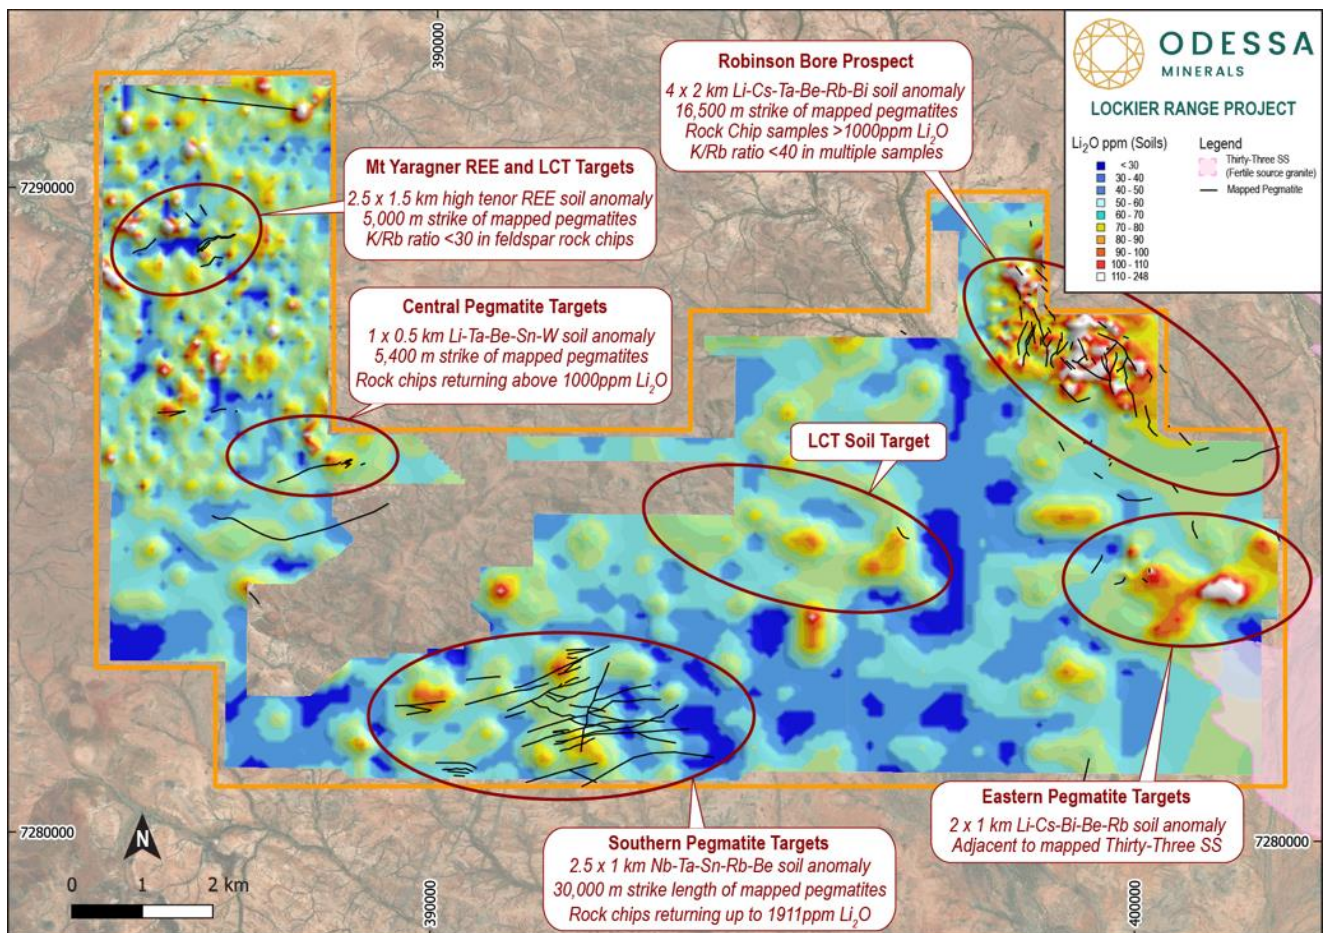 390000
Robinson Bore Prospect
4 x 2 km Li-Cs-Ta-Be-Rb-Bi soil anomaly
16,500 m strike of mapped pegmatites
Rock Chip samples >1000ppm Li₂O
K/Rb ratio <40 in multiple samples
ODESSA
MINERALS
LOCKIER RANGE PROJECT
Li₂O ppm (Soils)
< 30
30 - 40
40 - 50
50 - 60
60 - 70
70 - 80
80 - 90
90 - 100
100 - 110
110 - 248
Legend
Thirty-Three SS
(Fertile source granite)
Mapped Pegmatite
7290000
Mt Yaragner REE and LCT Targets
2.5 x 1.5 km high tenor REE soil anomaly
5,000 m strike of mapped pegmatites
K/Rb ratio <30 in feldspar rock chips
Central Pegmatite Targets
1 x 0.5 km Li-Ta-Be-Sn-W soil anomaly
5,400 m strike of mapped pegmatites
Rock chips returning above 1000ppm Li₂O
LCT Soil Target
Eastern Pegmatite Targets
2 x 1 km Li-Cs-Bi-Be-Rb soil anomaly
Adjacent to mapped Thirty-Three SS
Southern Pegmatite Targets
2.5 x 1 km Nb-Ta-Sn-Rb-Be soil anomaly
30,000 m strike length of mapped pegmatites
Rock chips returning up to 1911ppm Li₂O
7280000
7280000
N
0 1 2 km
390000
400000